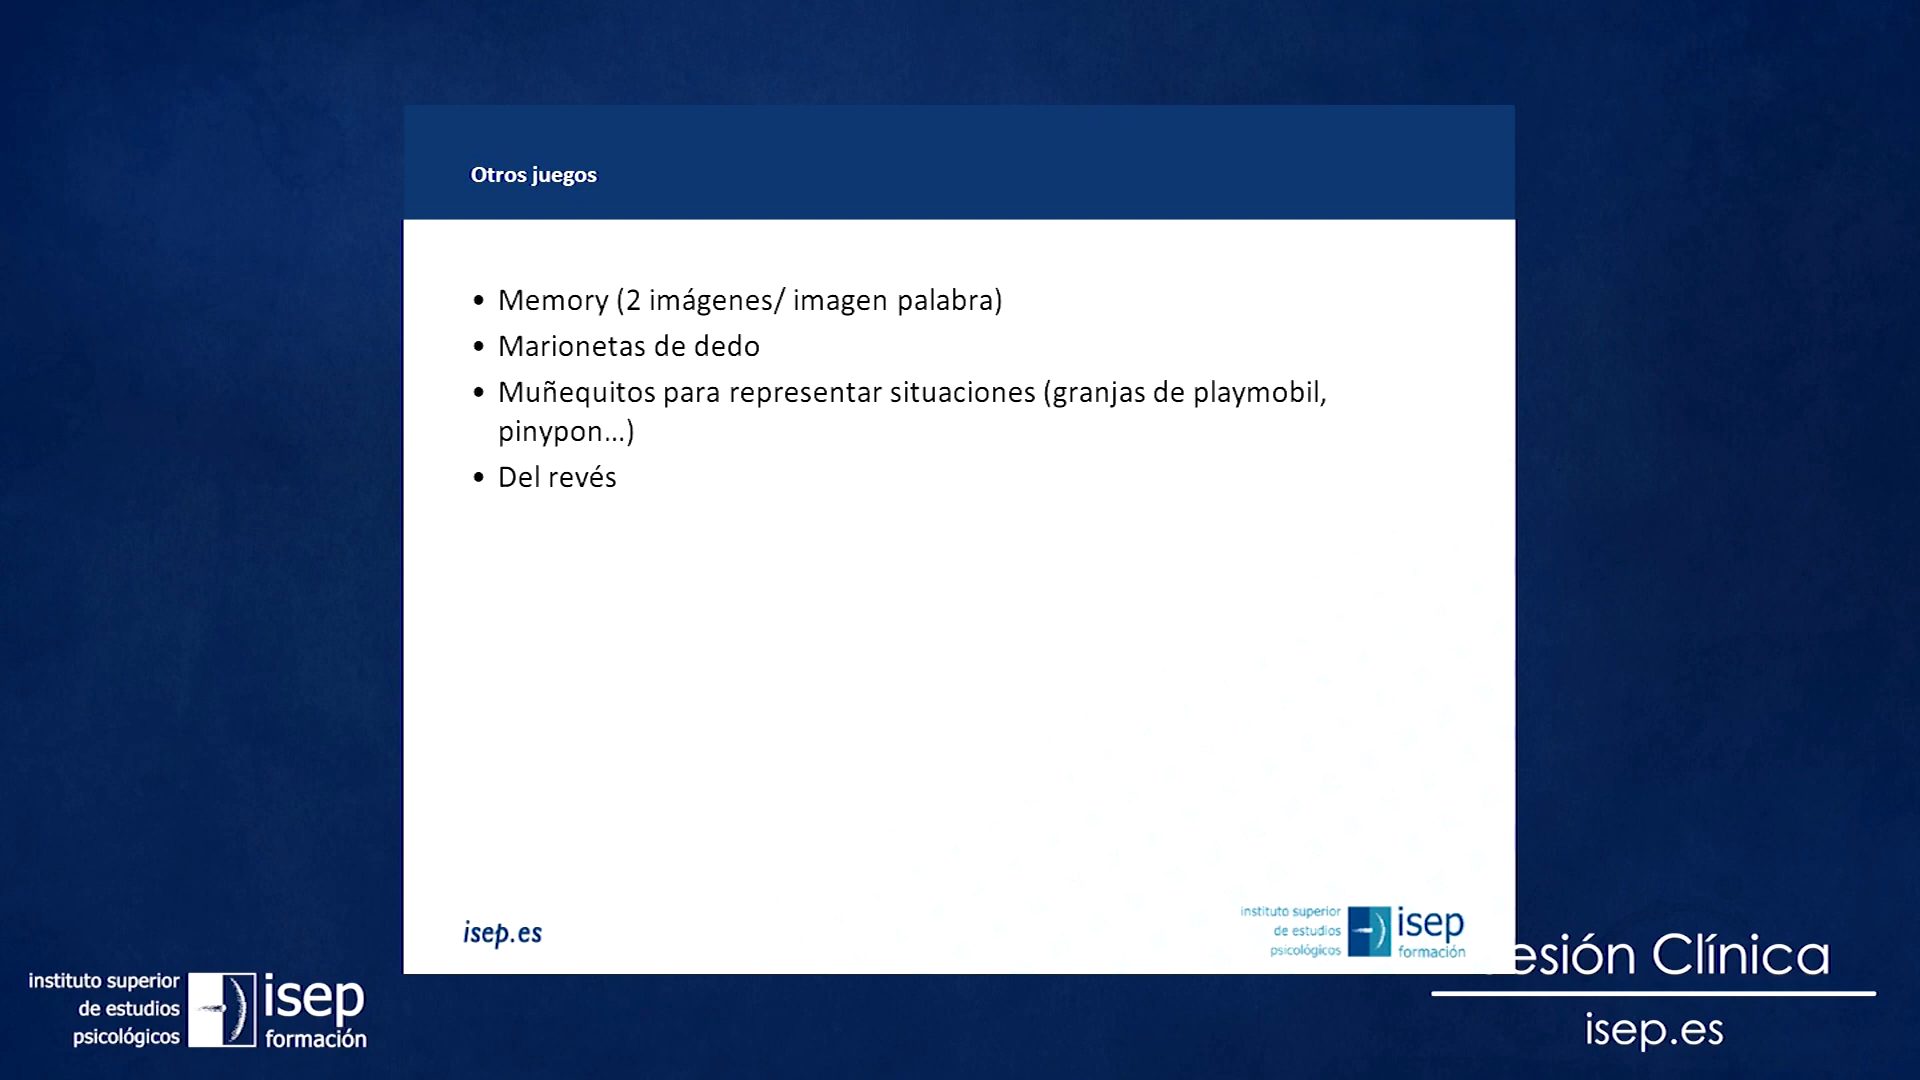 Otros juegos
• Memory (2 imágenes/ imagen palabra)
• Marionetas de dedo
• Muñequitos para representar situaciones (granjas de playmobil,
pinypon...)
• Del revés
isep.es
instituto superior
de estudios
psicológicos
isep
formación
instituto superior
de estudios
psicológicos
isep
formación
esión Clínica
isep.es